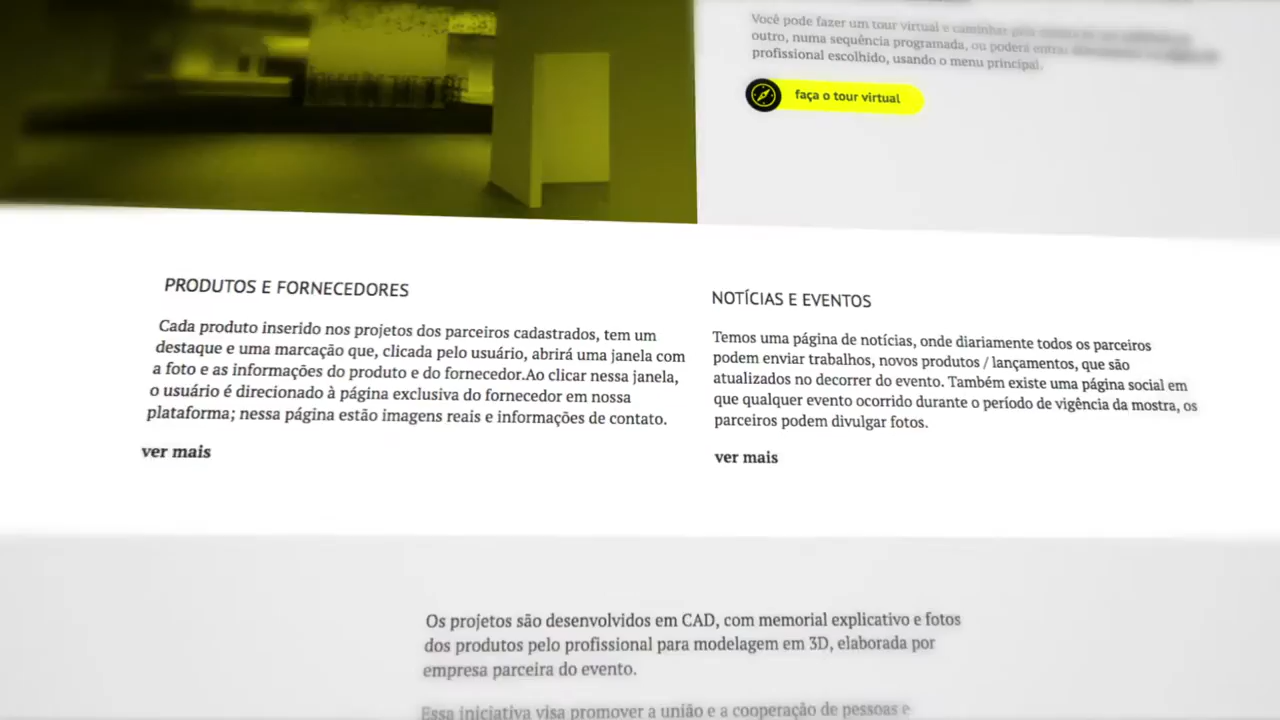 Você pode fazer um tour virtual e caminhar
outro, numa sequência programada, ou poderá entrar
profissional escolhido, usando o menu principal.
faça o tour virtual
PRODUTOS E FORNECEDORES
Cada produto inserido nos projetos dos parceiros cadastrados, tem um
destaque e uma marcação que, clicada pelo usuário, abrirá uma janela com
a foto e as informações do produto e do fornecedor.Ao clicar nessa janela,
o usuário é direcionado à página exclusiva do fornecedor em nossa
plataforma; nessa página estão imagens reais e informações de contato.
ver mais
NOTÍCIAS E EVENTOS
Temos uma página de notícias, onde diariamente todos os parceiros
podem enviar trabalhos, novos produtos / lançamentos, que são
atualizados no decorrer do evento. Também existe uma página social em
que qualquer evento ocorrido durante o período de vigência da mostra, os
parceiros podem divulgar fotos.
ver mais
Os projetos são desenvolvidos em CAD, com memorial explicativo e fotos
dos produtos pelo profissional para modelagem em 3D, elaborada por
empresa parceira do evento.
Essa iniciativa visa promover a união e a cooperação de pessoas e